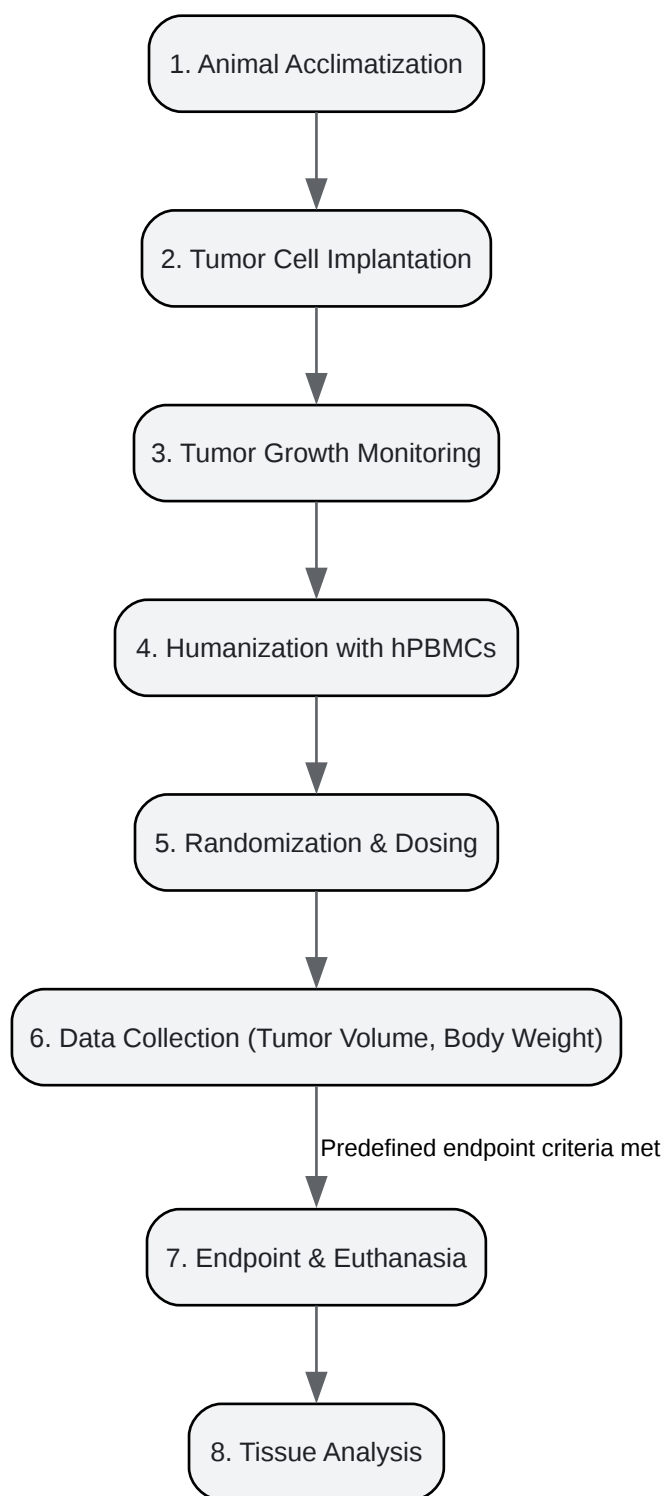 1. Animal Acclimatization
2. Tumor Cell Implantation
3. Tumor Growth Monitoring
4. Humanization with hPBMCs
5. Randomization & Dosing
6. Data Collection (Tumor Volume, Body Weight)
Predefined endpoint criteria met
7. Endpoint & Euthanasia
8. Tissue Analysis